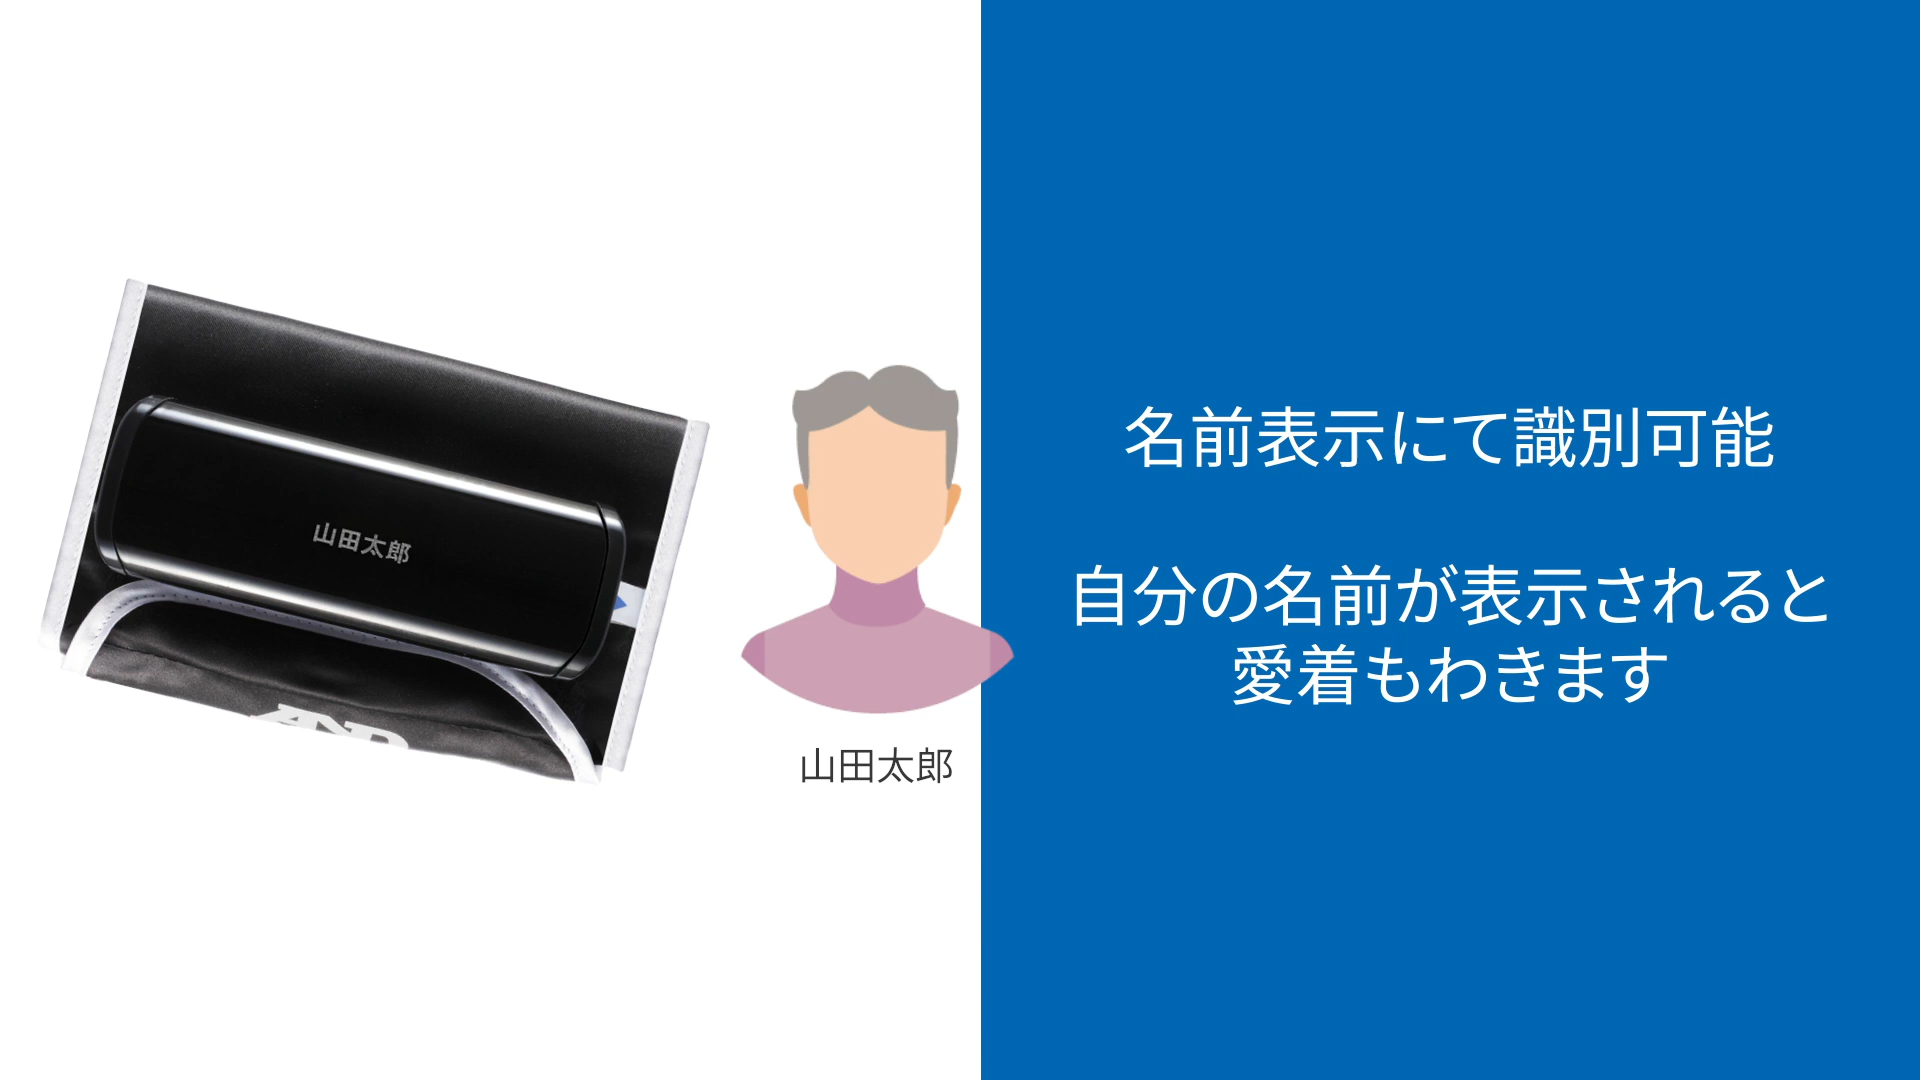 山田太郎
AND
山田太郎
名前表示にて識別可能
自分の名前が表示されると
愛着もわきます